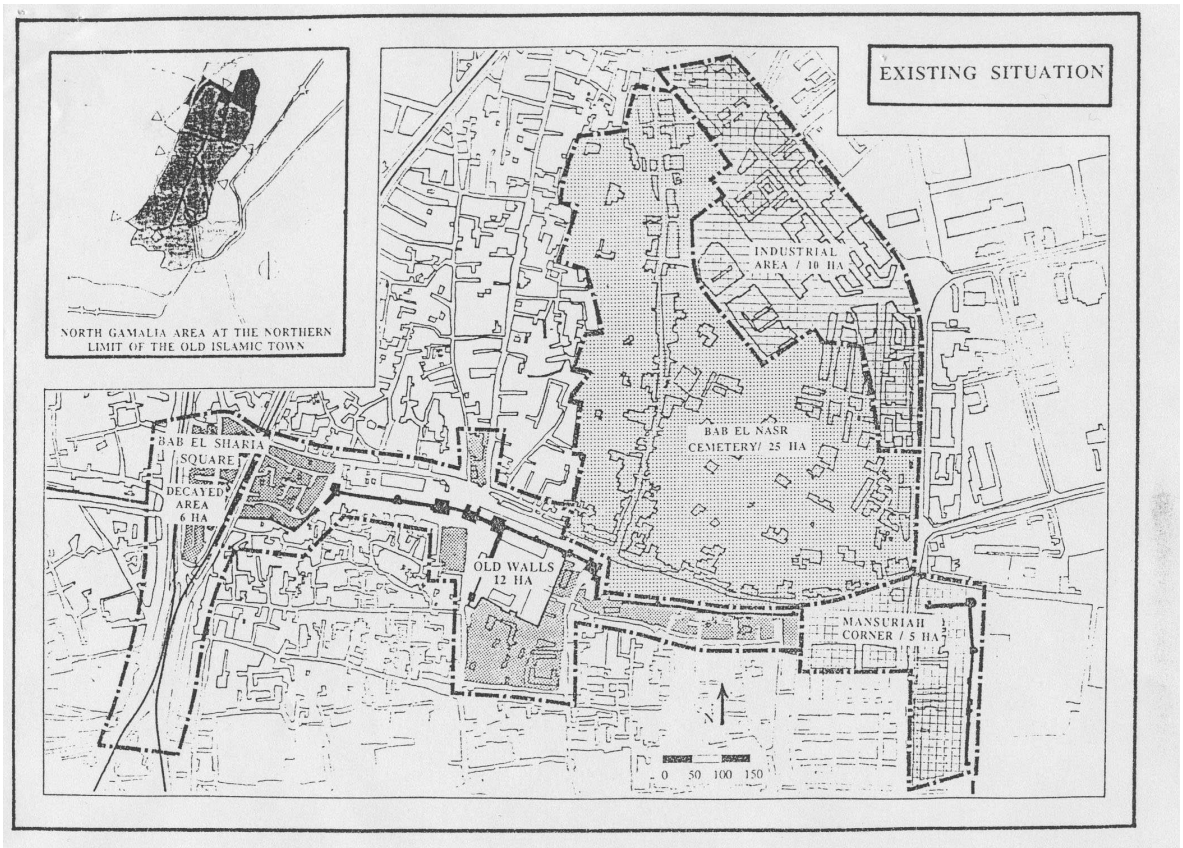 EXISTING SITUATION
NORTH GAMALIA AREA AT THE NORTHERN
LIMIT OF THE OLD ISLAMIC TOWN
INDUSTRIAL
AREA / 10 HA
BAB EL NASR
CEMETERY/ 25 HA
BAB EL SHARIA
SQUARE
DECAYED
AREA
6 HA
OLD WALLS
12 HA
MANSURIAH
CORNER / 5 HA
N
0 50 100 150